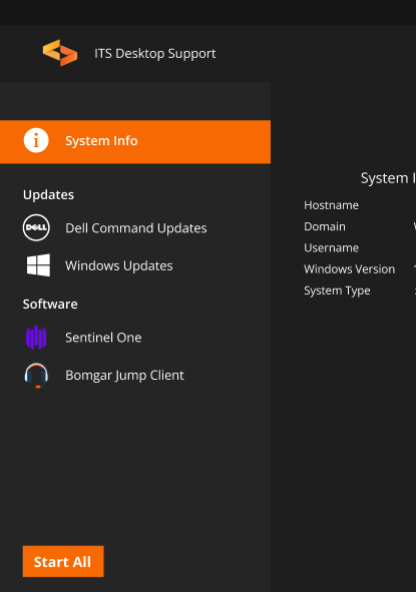 ITS Desktop Support
System Info
Updates
DELL
Dell Command Updates
Windows Updates
Software
Sentinel One
Bomgar Jump Client
Start All
System
Hostname
Domain
Username
Windows Version
System Type